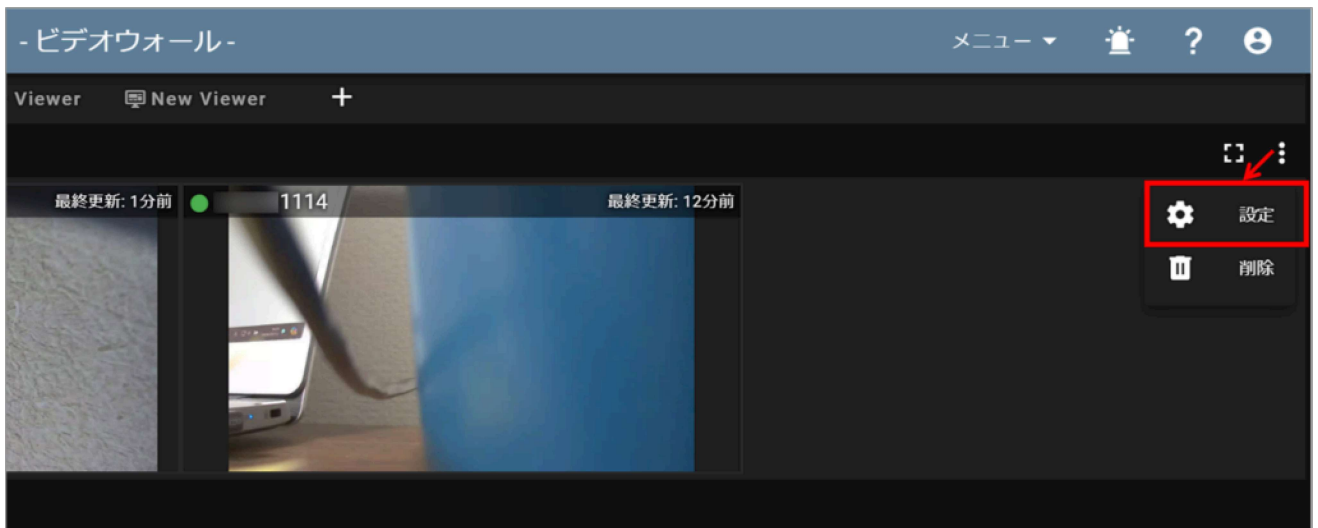 - ビデオウォール -
メニュー
Viewer
New Viewer
最終更新: 1分前
1114
最終更新: 12分前
設定
削除